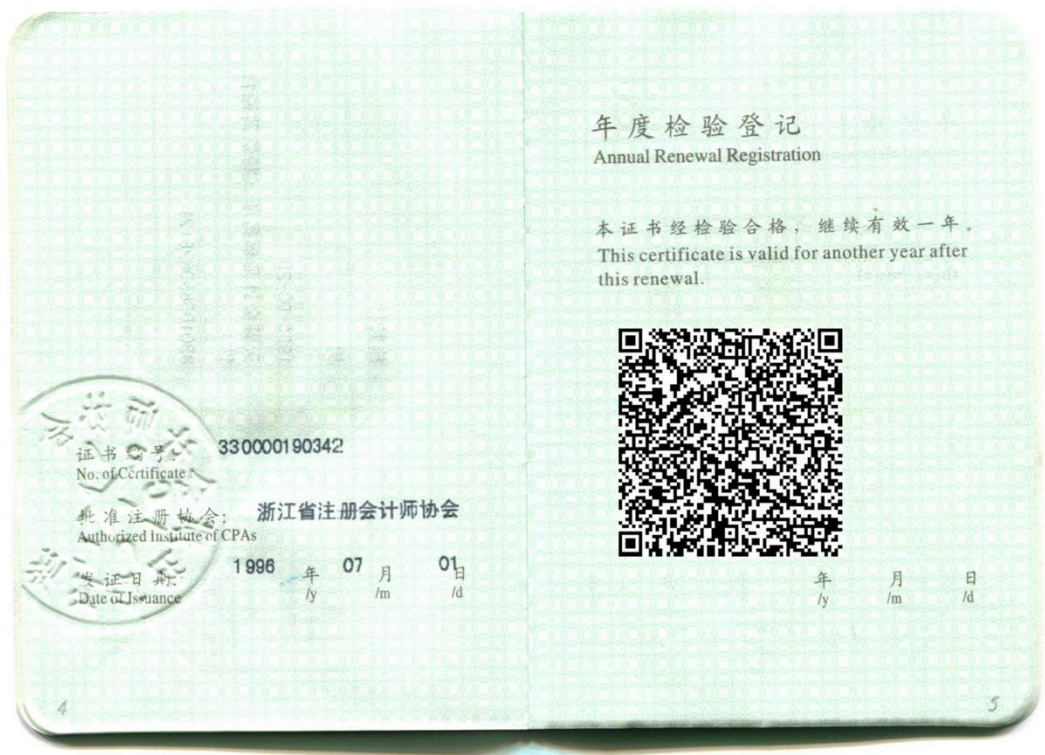 证书编号:
330000190342
No. of Certificate
批准注册协会:
浙江省注册会计师协会
Authorized Institute of CPAs
发证日期:
1996 年 07 月 01日
Date of Issuance /y /m /d
4
年度检验登记
Annual Renewal Registration
本证书经检验合格,继续有效一年。
This certificate is valid for another year after
this renewal.
年 月 日
/y /m /d
5